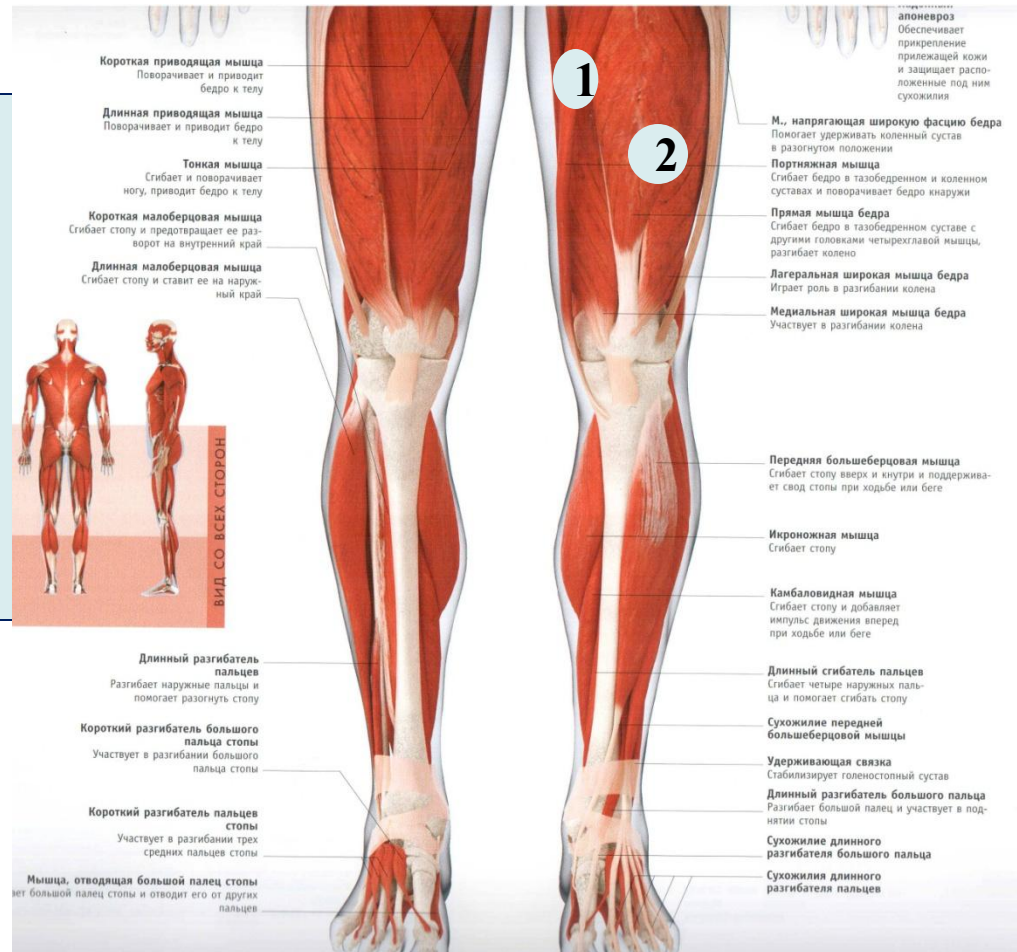 Короткая приводящая мышца
Поворачивает и приводит
бедро к телу
Длинная приводящая мышца
Поворачивает и приводит бедро
к телу
Тонкая мышца
Сгибает и поворачивает
ногу, приводит бедро к телу
Короткая малоберцовая мышца
Сгибает стопу и предотвращает ее раз-
ворот на внутренний край
Длинная малоберцовая мышца
Сгибает стопу и ставит ее на наруж-
ный край
ВИД СО ВСЕХ СТОРОН
Длинный разгибатель
пальцев
Разгибает наружные пальцы и
помогает разогнуть стопу
Короткий разгибатель большого
пальца стопы
Участвует в разгибании большого
пальца стопы
Короткий разгибатель пальцев
стопы
Участвует в разгибании трех
средних пальцев стопы
Мышца, отводящая большой палец стопы
ает большой палец стопы и отводит его от других
пальцев
1
2
апоневроз
Обеспечивает
прикрепление
прилежащей кожи
и защищает распо-
ложенные под ним
сухожилия
М., напрягающая широкую фасцию бедра
Помогает удерживать коленный сустав
в разогнутом положении
Портняжная мышца
Сгибает бедро в тазобедренном и коленном
суставах и поворачивает бедро кнаружи
Прямая мышца бедра
Сгибает бедро в тазобедренном суставе с
другими головками четырехглавой мышцы,
разгибает колено
Лагеральная широкая мышца бедра
Играет роль в разгибании колена
Медиальная широкая мышца бедра
Участвует в разгибании колена
Передняя большеберцовая мышца
Сгибает стопу вверх и кнутри и поддержива-
ет свод стопы при ходьбе или беге
Икроножная мышца
Сгибает стопу
Камбаловидная мышца
Сгибает стопу и добавляет
импульс движения вперед
при ходьбе или беге
Длинный сгибатель пальцев
Сгибает четыре наружных паль-
ца и помогает сгибать стопу
Сухожилие передней
большеберцовой мышцы
Удерживающая связка
Стабилизирует голеностопный сустав
Длинный разгибатель большого пальца
Разгибает большой палец и участвует в под-
нятии стопы
Сухожилие длинного
разгибателя большого пальца
Сухожилия длинного
разгибателя пальцев